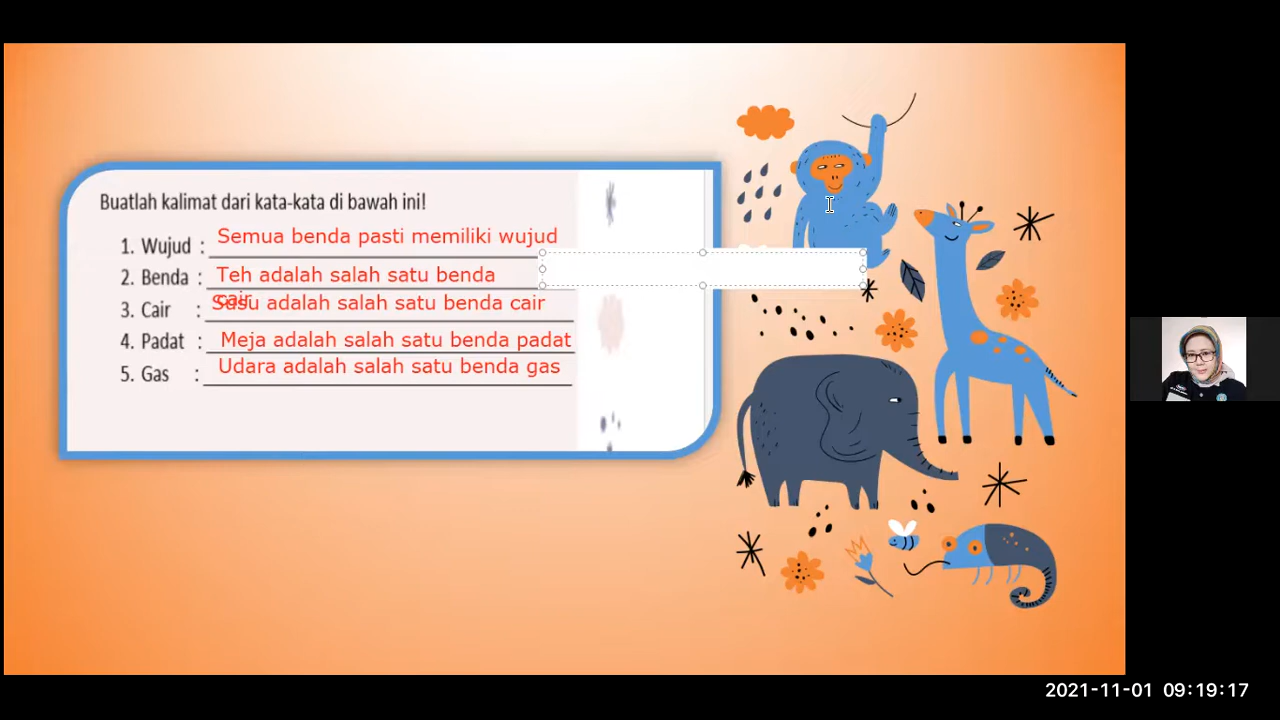 Buatlah kalimat dari kata-kata di bawah ini!
1. Wujud : Semua benda pasti memiliki wujud
2. Benda : Teh adalah salah satu benda
cair
3. Cair : Susu adalah salah satu benda cair
4. Padat : Meja adalah salah satu benda padat
5. Gas : Udara adalah salah satu benda gas
2021-11-01 09:19:17